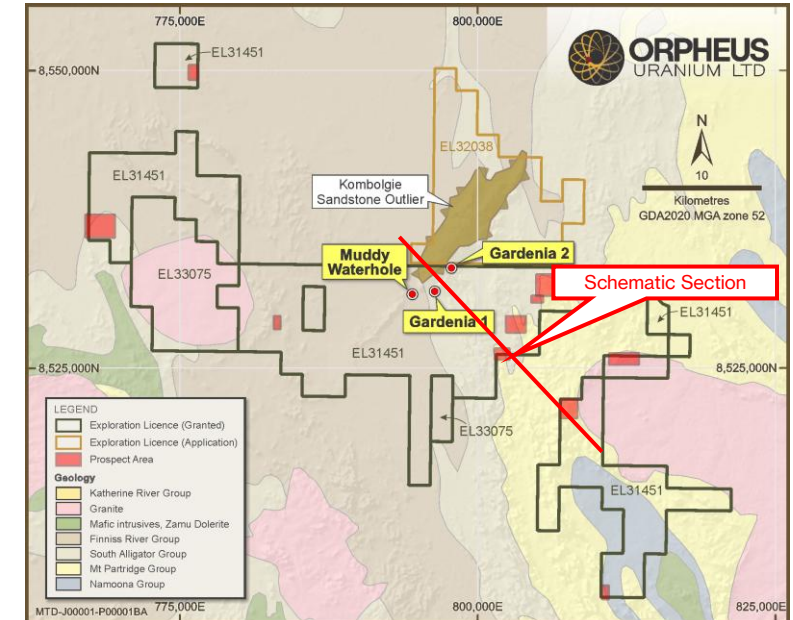 775,000E
800,000E
EL31451
ORPHEUS
URANIUM LTD
8,550,000N
N
EL32038
10
Kilometres
GDA2020 MGA zone 52
EL31451
Kombolgie
Sandstone Outlier
Muddy
Waterhole
Gardenia 2
EL33075
Schematic Section
Gardenia 1
EL31451
EL31451
8,525,000N
8,525,000N
LEGEND
Exploration Licence (Granted)
Exploration Licence (Application)
Prospect Area
Geology
Katherine River Group
Granite
Mafic intrusives, Zamu Dolerite
Finniss River Group
South Alligator Group
Mt Partridge Group
Namoona Group
EL33075
EL31451
MTD-J00001-P00001BA
775,000E
800,000E
825,000E